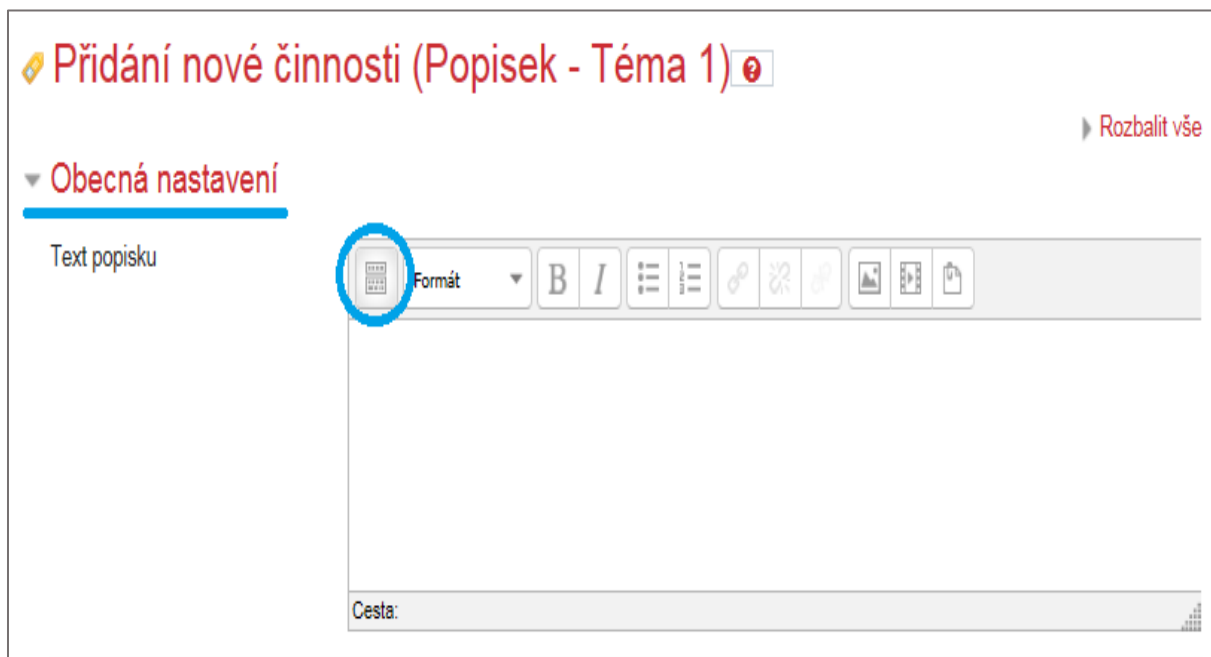 Přidání nové činnosti (Popisek - Téma 1)
Rozbalit vše
Obecná nastavení
Text popisku
Formát B I
Cesta: